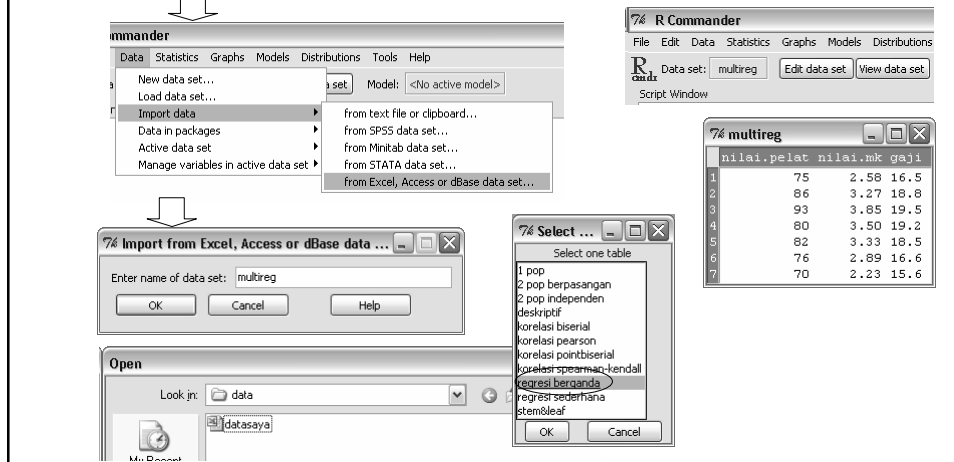 mmander
Data Statistics Graphs Models Distributions Tools Help
New data set...
Load data set...
Import data
Data in packages
Active data set
Manage variables in active data set
a set Model: <No active model>
from text file or clipboard...
from SPSS data set...
from Minitab data set...
from STATA data set...
from Excel, Access or dBase data set...
R Commander
File Edit Data Statistics Graphs Models Distributions
Rcmdr Data set: multireg Edit data set View data set
Script Window
multireg
nilai.pelat nilai.mk gaji
1 75 2.58 16.5
2 86 3.27 18.8
3 93 3.85 19.5
4 80 3.50 19.2
5 82 3.33 18.5
6 76 2.89 16.6
7 70 2.23 15.6
Import from Excel, Access or dBase data ...
Enter name of data set: multireg
OK Cancel Help
Select ...
Select one table
1 pop
2 pop berpasangan
2 pop independen
deskriptif
korelasi biserial
korelasi pearson
korelasi pointbiserial
korelasi spearman-kendall
regresi berganda
regresi sederhana
stem&leaf
OK Cancel
Open
Look in: data
datasaya
My Recent